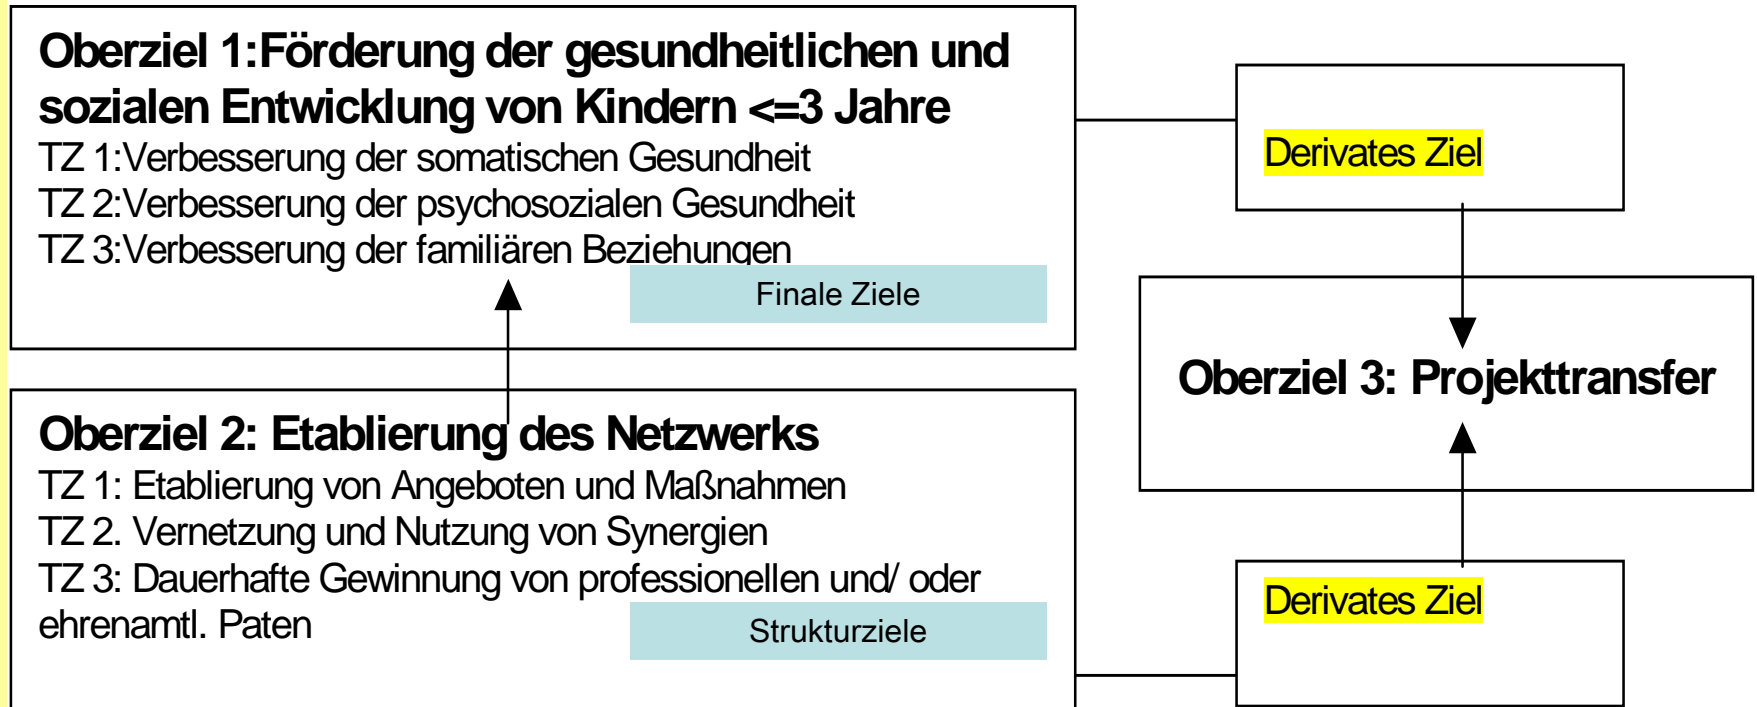 Oberziel 1:Förderung der gesundheitlichen und
sozialen Entwicklung von Kindern <=3 Jahre
TZ 1:Verbesserung der somatischen Gesundheit
TZ 2:Verbesserung der psychosozialen Gesundheit
TZ 3:Verbesserung der familiären Beziehungen
Finale Ziele
Oberziel 2: Etablierung des Netzwerks
TZ 1: Etablierung von Angeboten und Maßnahmen
TZ 2. Vernetzung und Nutzung von Synergien
TZ 3: Dauerhafte Gewinnung von professionellen und/ oder
ehrenamtl. Paten
Strukturziele
Derivates Ziel
Oberziel 3: Projekttransfer
Derivates Ziel